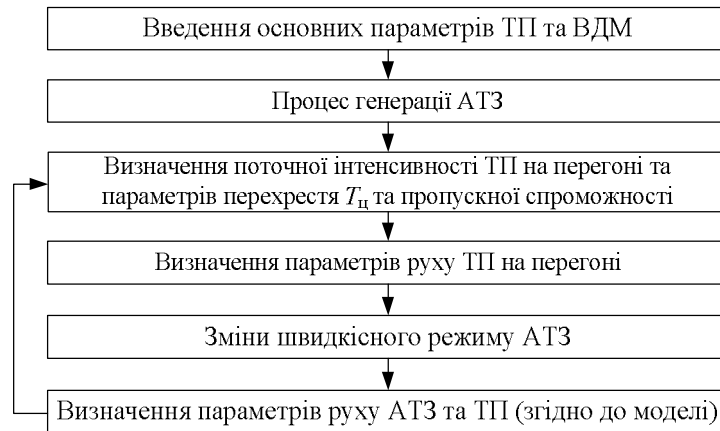 Введення основних параметрів ТП та ВДМ
Процес генерації АТЗ
Визначення поточної інтенсивності ТП на перегоні та
параметрів перехрестя Tц та пропускної спроможності
Визначення параметрів руху ТП на перегоні
Зміни швидкісного режиму АТЗ
Визначення параметрів руху АТЗ та ТП (згідно до моделі)